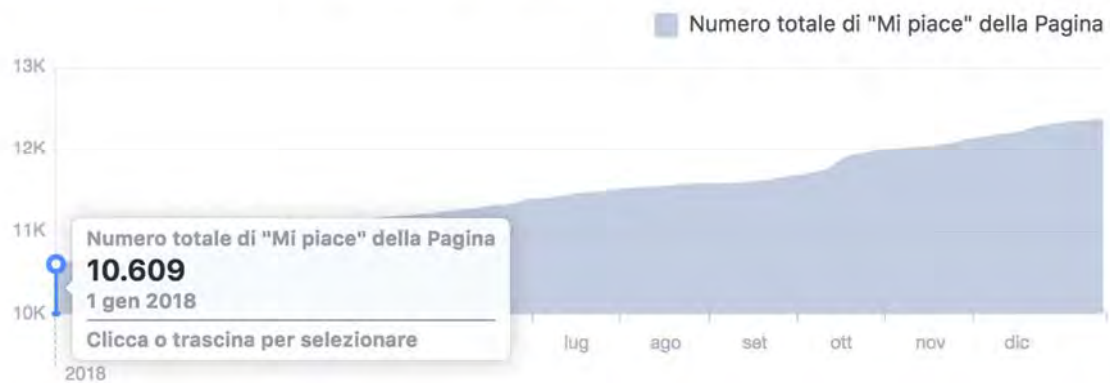 Numero totale di "Mi piace" della Pagina
13K
12K
11K
10K
Numero totale di "Mi piace" della Pagina
10.609
1 gen 2018
Clicca o trascina per selezionare
lug ago set ott nov dic
2018